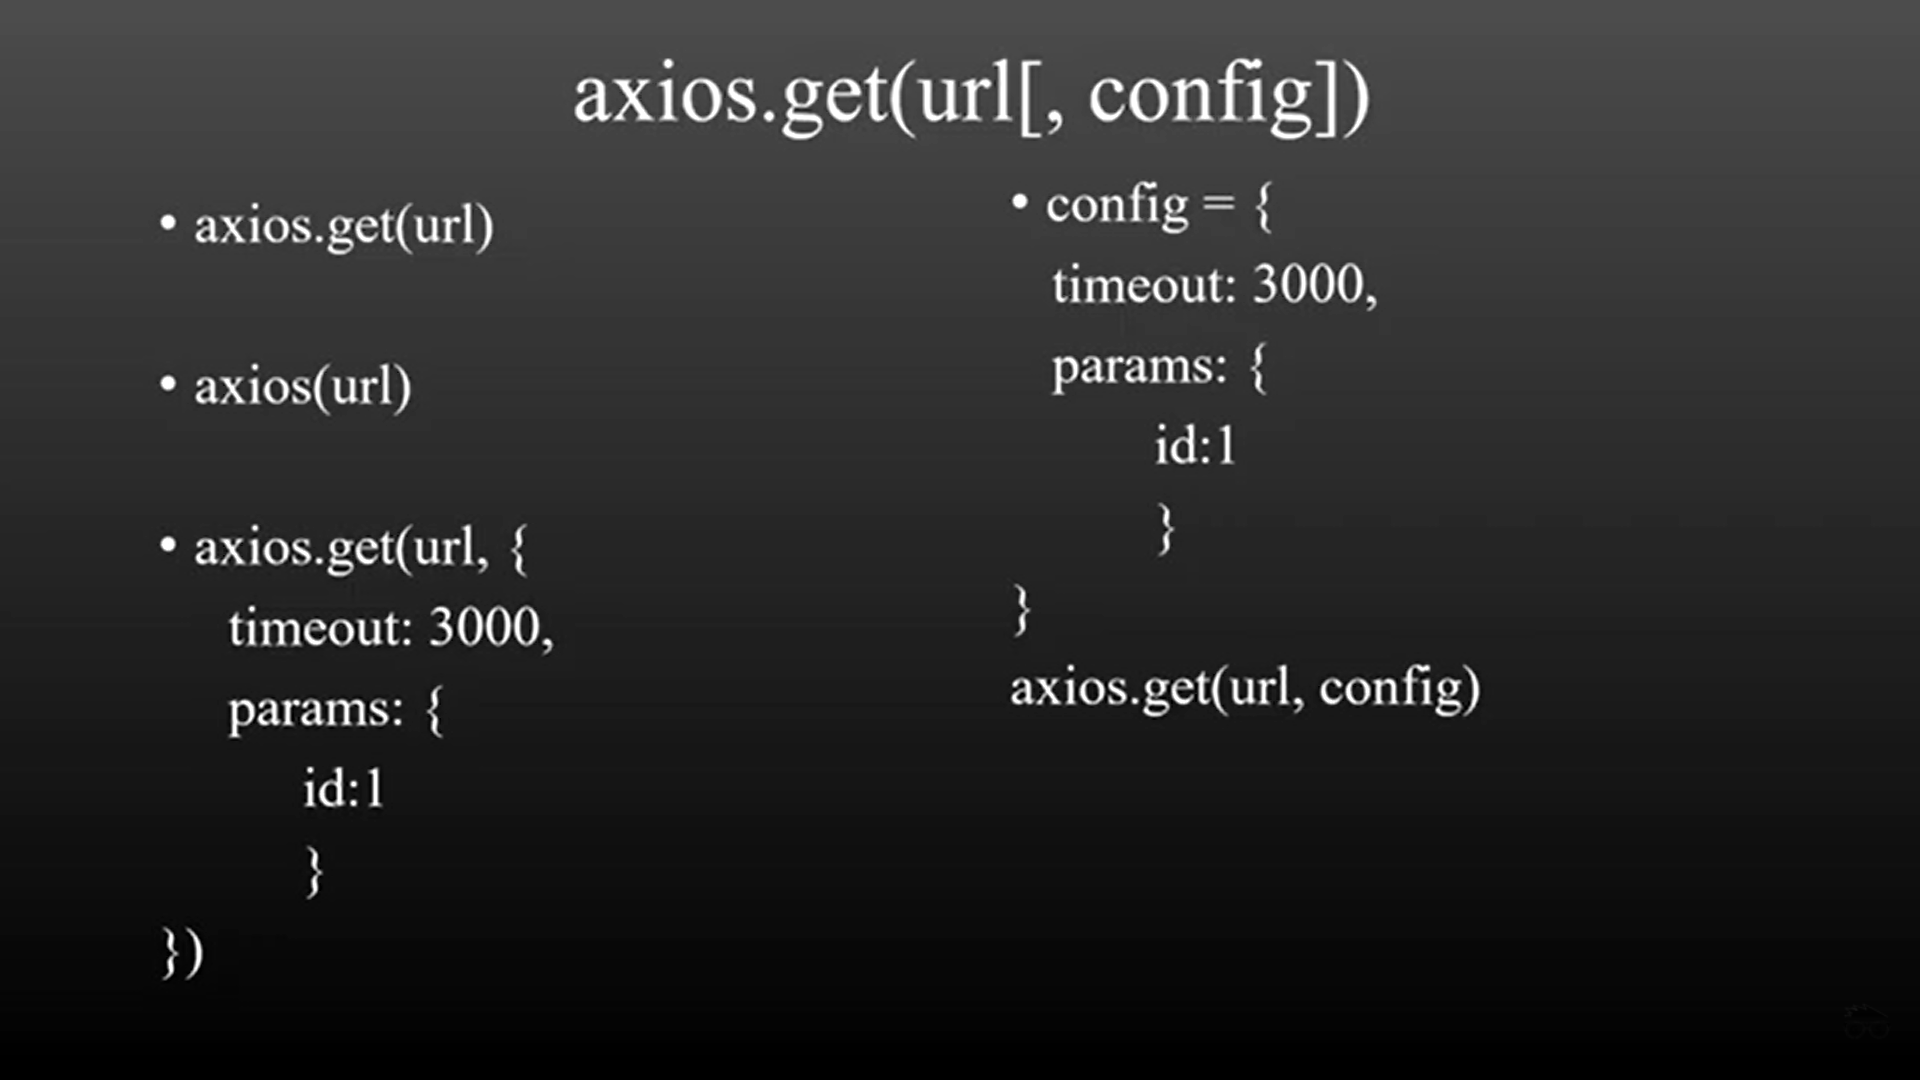 axios.get(url[, config])
• axios.get(url)
• axios(url)
• axios.get(url, {
timeout: 3000,
params: {
id:1
}
})
• config = {
timeout: 3000,
params: {
id:1
}
}
axios.get(url, config)